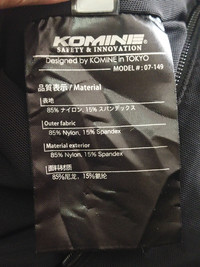 KOMINE
SAFETY & INNOVATION
Designed by KOMINE in TOKYO
MODEL # : 07-149
品質表示 / Material
表地
85% ナイロン, 15% スパンデックス
Outer fabric
85% Nylon, 15% Spandex
Material exterior
85% Nylon, 15% Spandex
面料材质
85% 尼龙, 15% 氨纶